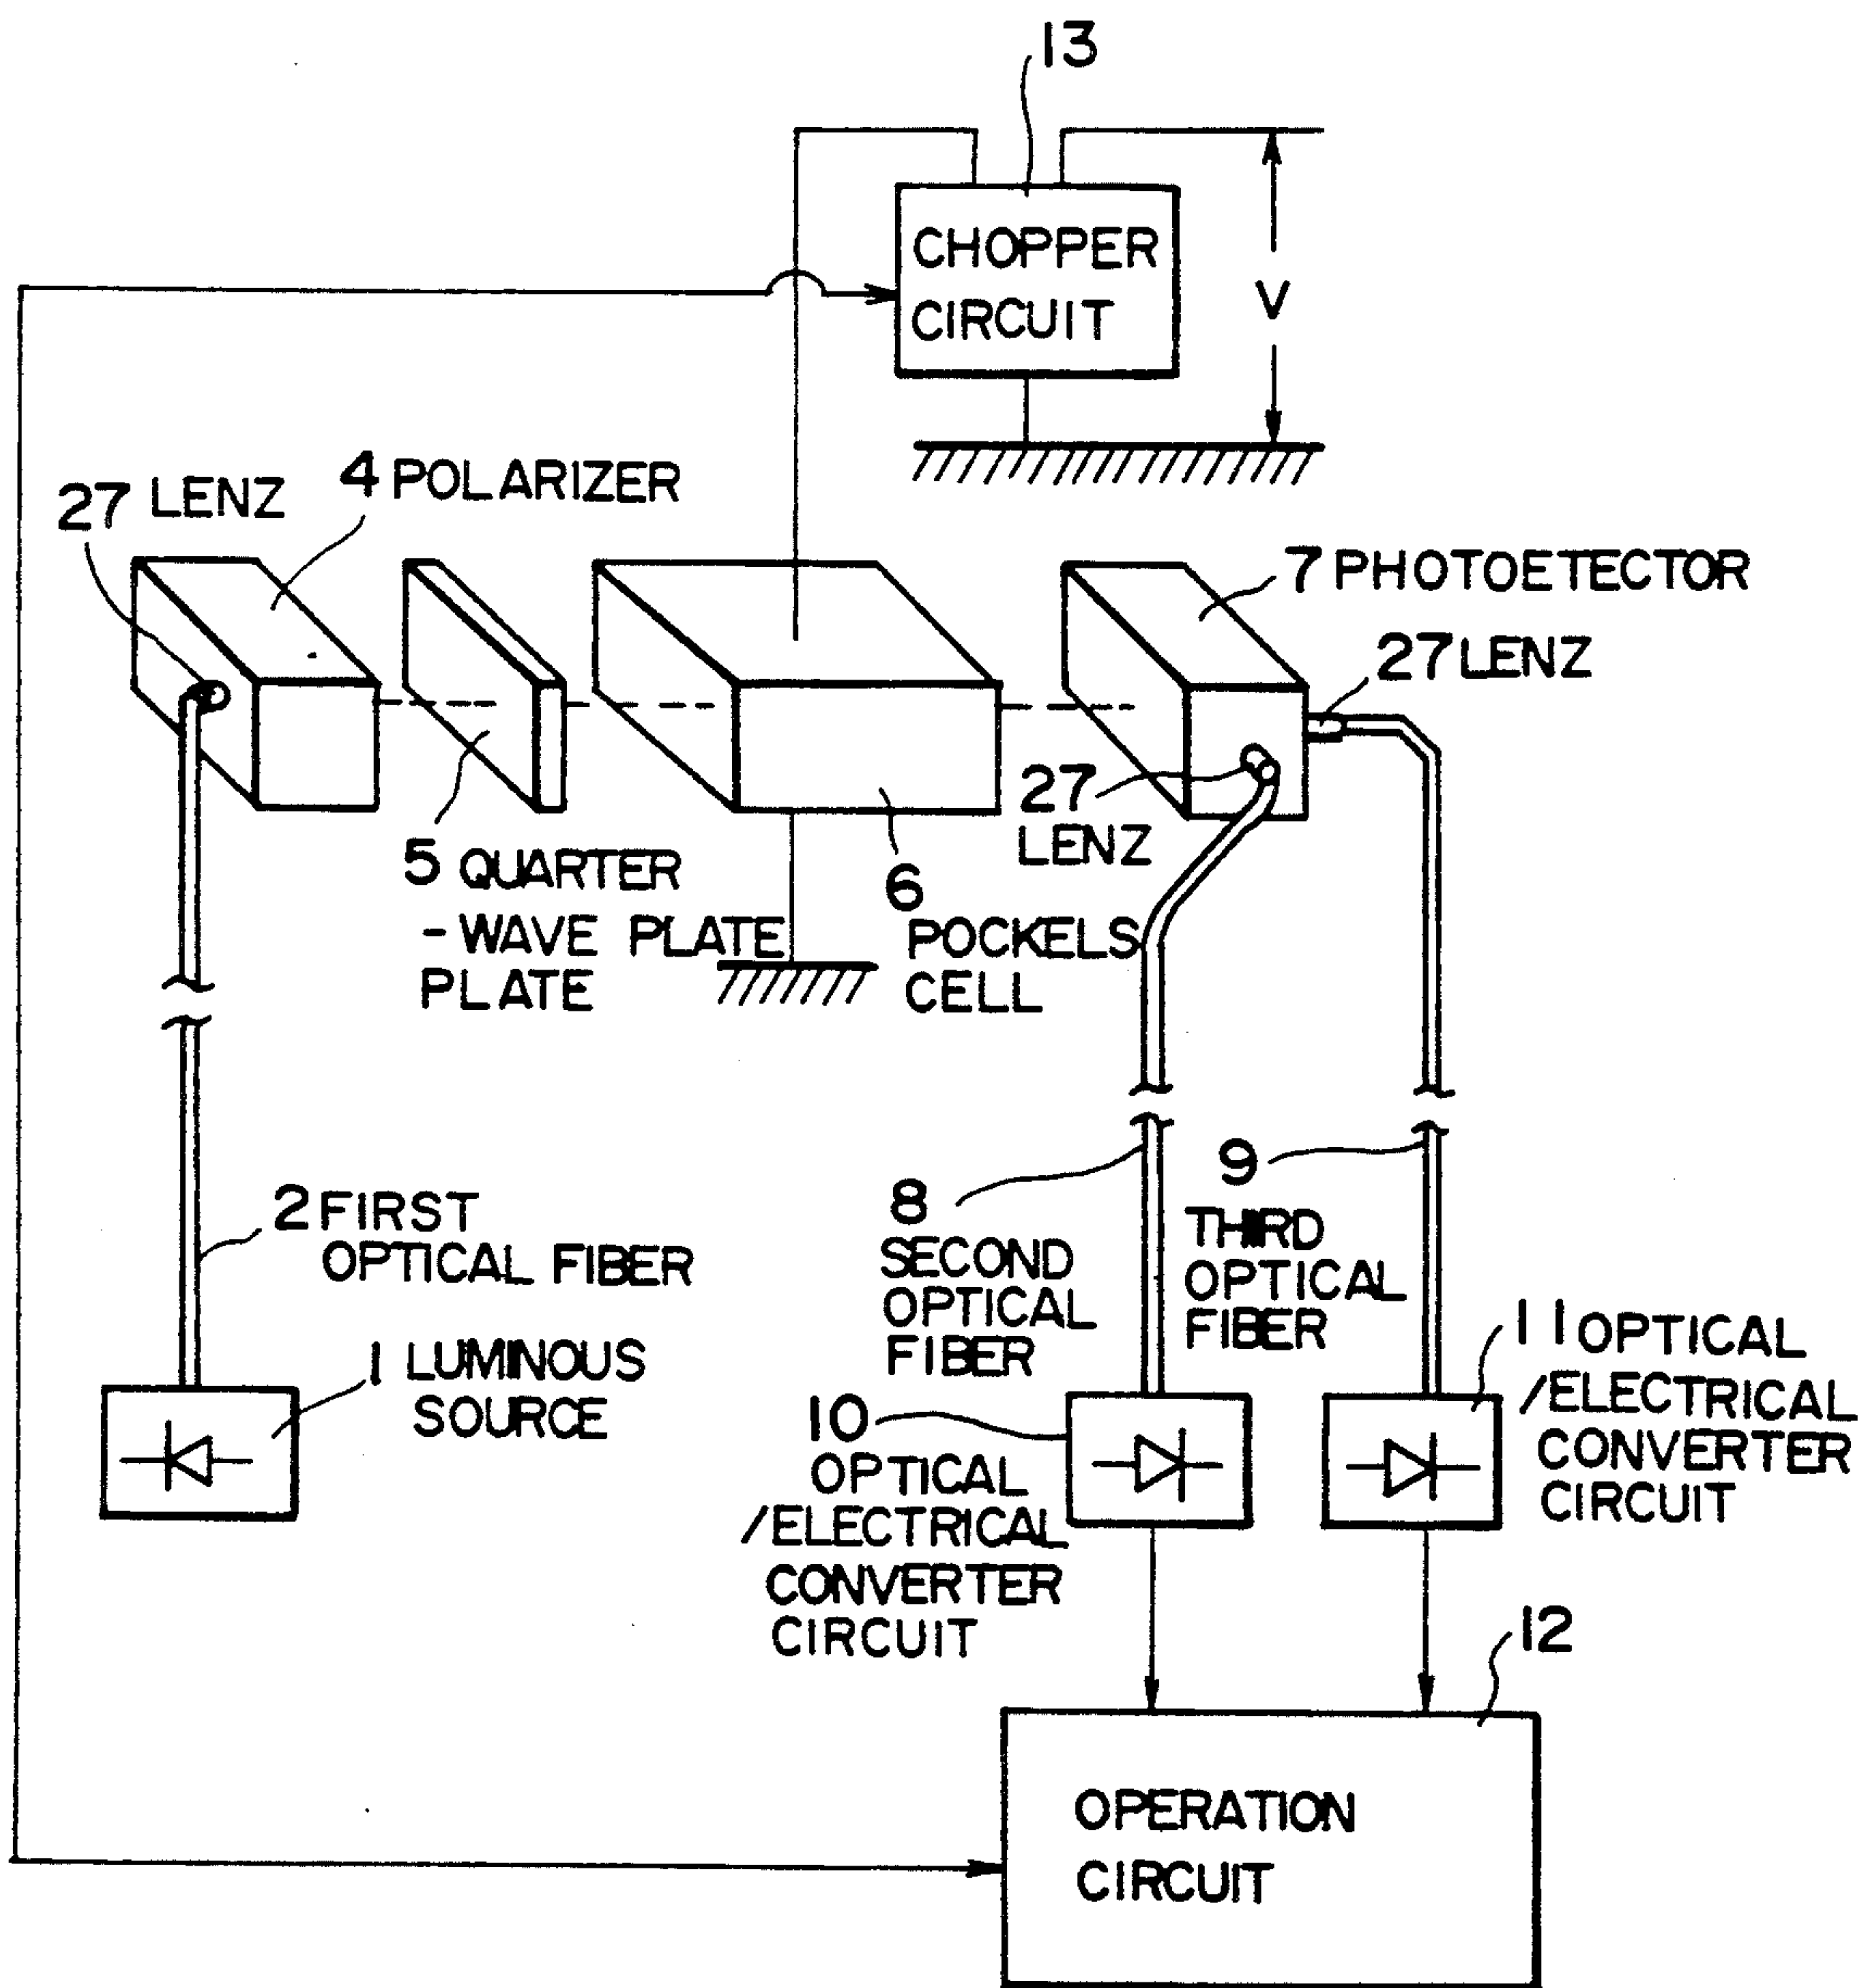 13
CHOPPER
CIRCUIT
V
27 LENZ
4 POLARIZER
7 PHOTOETECTOR
27 LENZ
27
LENZ
5 QUARTER
-WAVE PLATE
PLATE
6
POCKELS
CELL
2 FIRST
OPTICAL FIBER
8
SECOND
OPTICAL
FIBER
9
THIRD
OPTICAL
FIBER
1 LUMINOUS
SOURCE
10
OPTICAL
/ELECTRICAL
CONVERTER
CIRCUIT
11 OPTICAL
/ELECTRICAL
CONVERTER
CIRCUIT
12
OPERATION
CIRCUIT